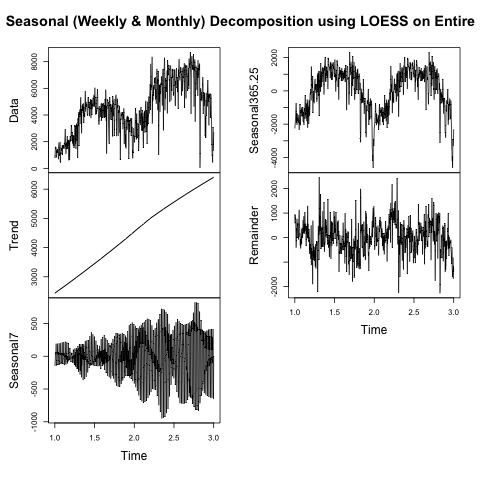 Seasonal (Weekly & Monthly) Decomposition using LOESS on Entire
Data
0 2000 4000 6000 8000
Trend
3000 4000 5000 6000
Seasonal7
-1000 -500 0 500
1.0 1.5 2.0 2.5 3.0
Time
Seasonal365.25
-4000 -2000 0 1000 2000
Remainder
-2000 0 1000 2000
1.0 1.5 2.0 2.5 3.0
Time